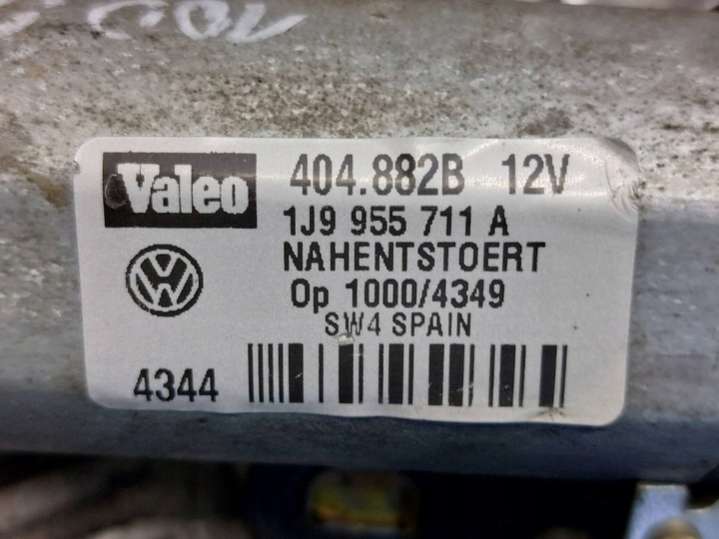 Valeo 404.882B 12V
1J9 955 711 A
NAHENTSTOERT
Op 1000/4349
SW4 SPAIN
4344